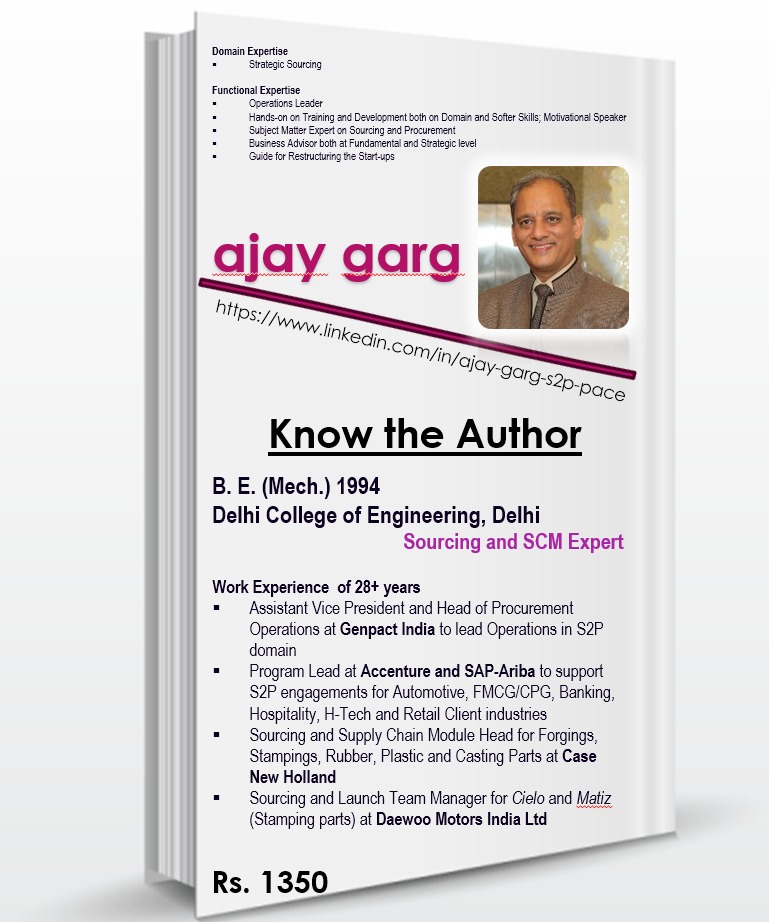 Domain Expertise
▪ Strategic Sourcing
Functional Expertise
▪ Operations Leader
▪ Hands-on on Training and Development both on Domain and Softer Skills; Motivational Speaker
▪ Subject Matter Expert on Sourcing and Procurement
▪ Business Advisor both at Fundamental and Strategic level
▪ Guide for Restructuring the Start-ups
ajay garg
https://www.linkedin.com/in/ajay-garg-s2p-pace
Know the Author
B. E. (Mech.) 1994
Delhi College of Engineering, Delhi
Sourcing and SCM Expert
Work Experience of 28+ years
▪ Assistant Vice President and Head of Procurement
Operations at Genpact India to lead Operations in S2P
domain
▪ Program Lead at Accenture and SAP-Ariba to support
S2P engagements for Automotive, FMCG/CPG, Banking,
Hospitality, H-Tech and Retail Client industries
▪ Sourcing and Supply Chain Module Head for Forgings,
Stampings, Rubber, Plastic and Casting Parts at Case
New Holland
▪ Sourcing and Launch Team Manager for Cielo and Matiz
(Stamping parts) at Daewoo Motors India Ltd
Rs. 1350